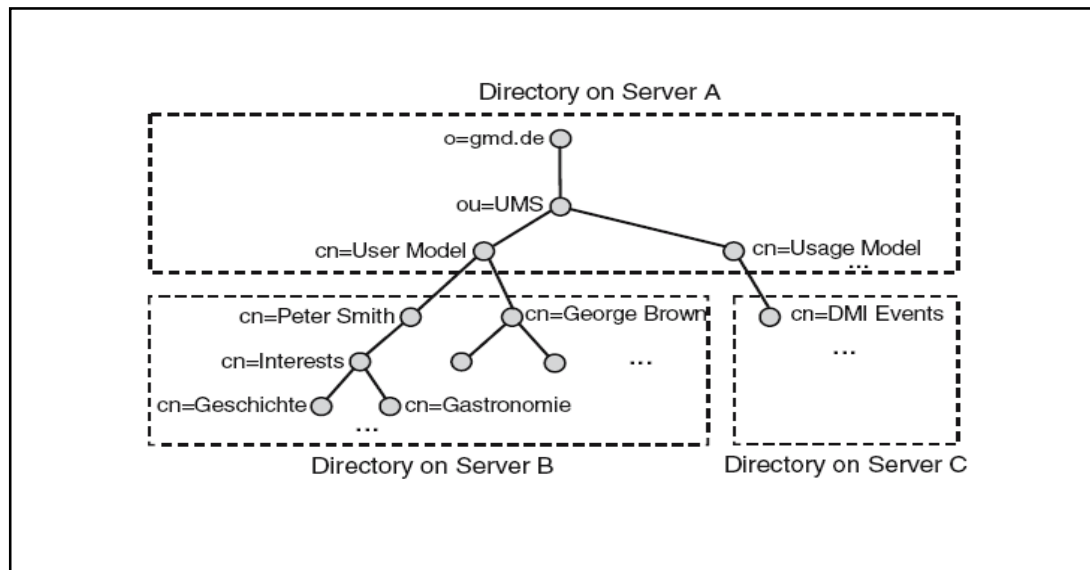 Directory on Server A
o=gmd.de
ou=UMS
cn=User Model
cn=Usage Model
...
cn=Peter Smith
cn=George Brown
cn=DMI Events
cn=Interests
...
...
cn=Geschichte
cn=Gastronomie
...
Directory on Server B
Directory on Server C